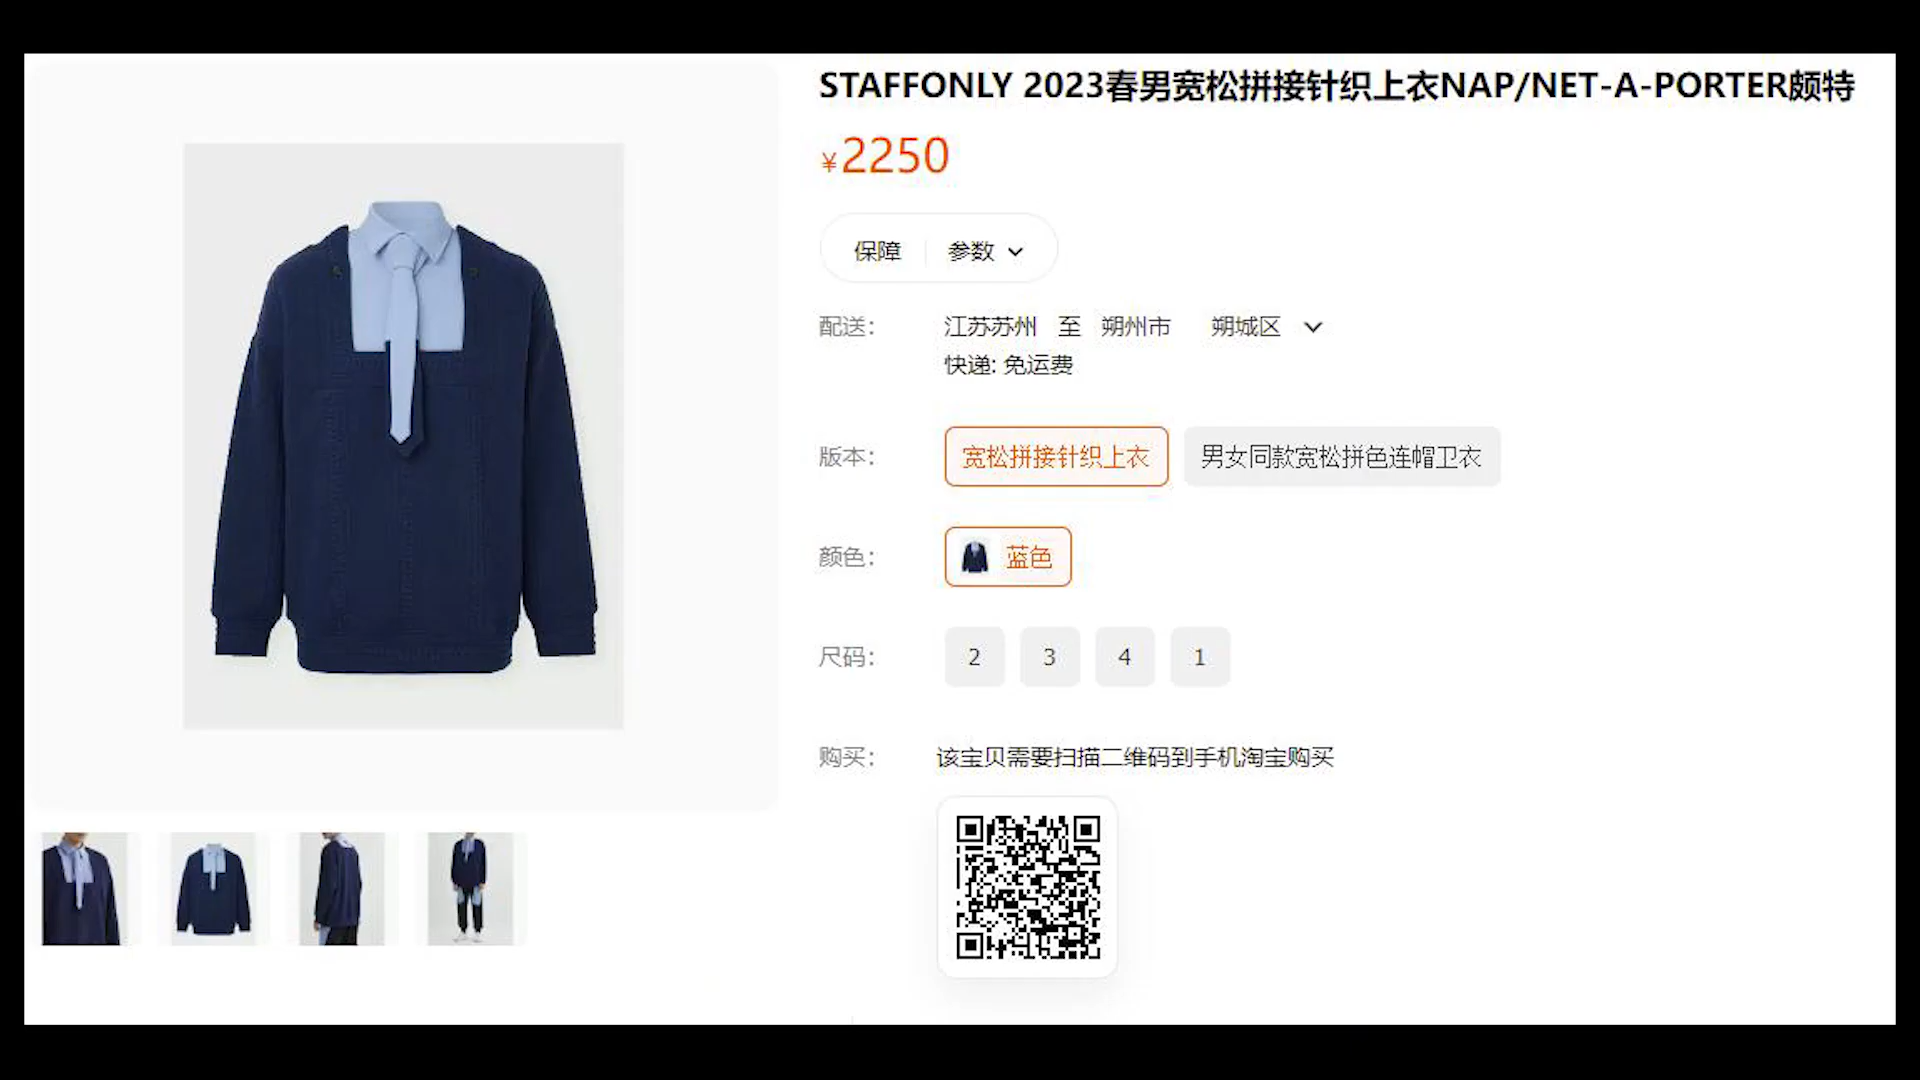 STAFFONLY 2023春男宽松拼接针织上衣NAP/NET-A-PORTER颇特
¥2250
保障 参数
配送： 江苏苏州 至 朔州市 朔城区
快递: 免运费
版本： 宽松拼接针织上衣 男女同款宽松拼色连帽卫衣
颜色： 蓝色
尺码： 2 3 4 1
购买： 该宝贝需要扫描二维码到手机淘宝购买